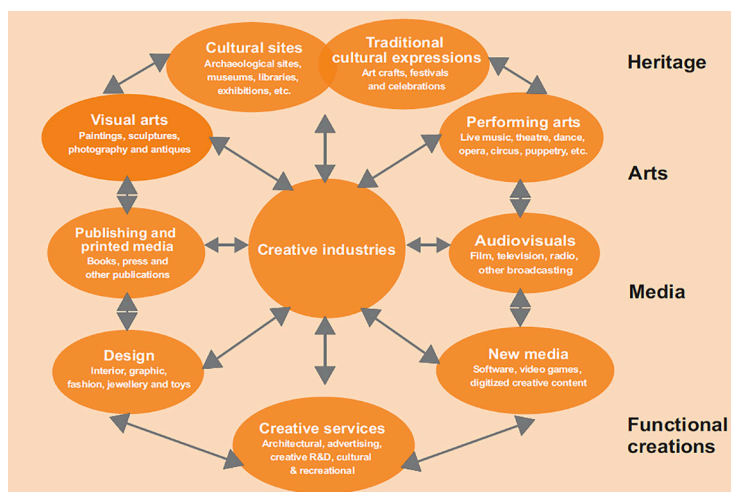 Cultural sites
Archaeological sites,
museums, libraries,
exhibitions, etc.
Traditional
cultural expressions
Art crafts, festivals
and celebrations
Heritage
Visual arts
Paintings, sculptures,
photography and antiques
Performing arts
Live music, theatre, dance,
opera, circus, puppetry, etc.
Arts
Publishing and
printed media
Books, press and
other publications
Creative industries
Audiovisuals
Film, television, radio,
other broadcasting
Media
Design
Interior, graphic,
fashion, jewellery and toys
New media
Software, video games,
digitized creative content
Creative services
Architectural, advertising,
creative R&D, cultural
& recreational
Functional
creations